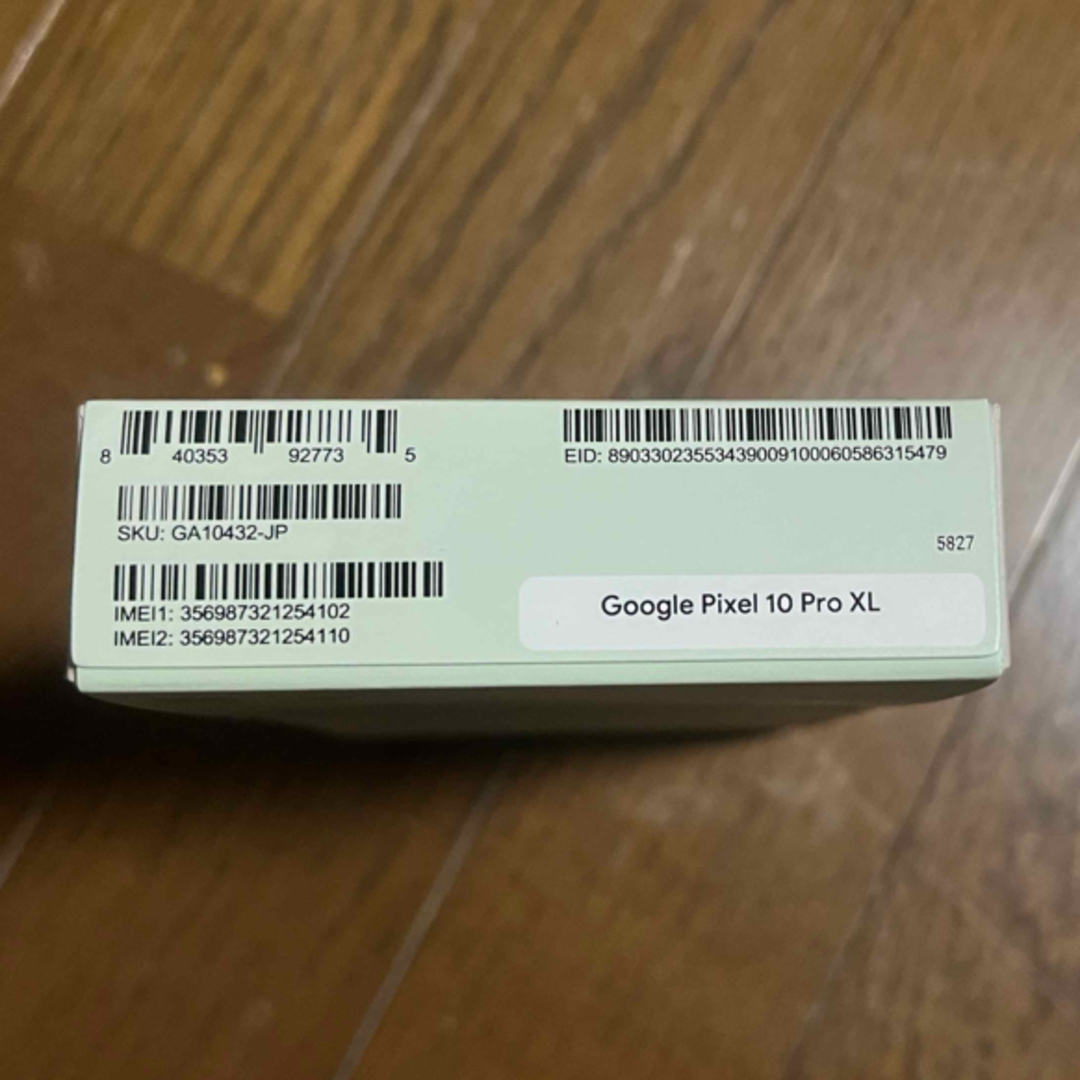 8 40353 92773 5
EID: 89033023553439009100060586315479
SKU: GA10432-JP
5827
IMEI1: 356987321254102
IMEI2: 356987321254110
Google Pixel 10 Pro XL